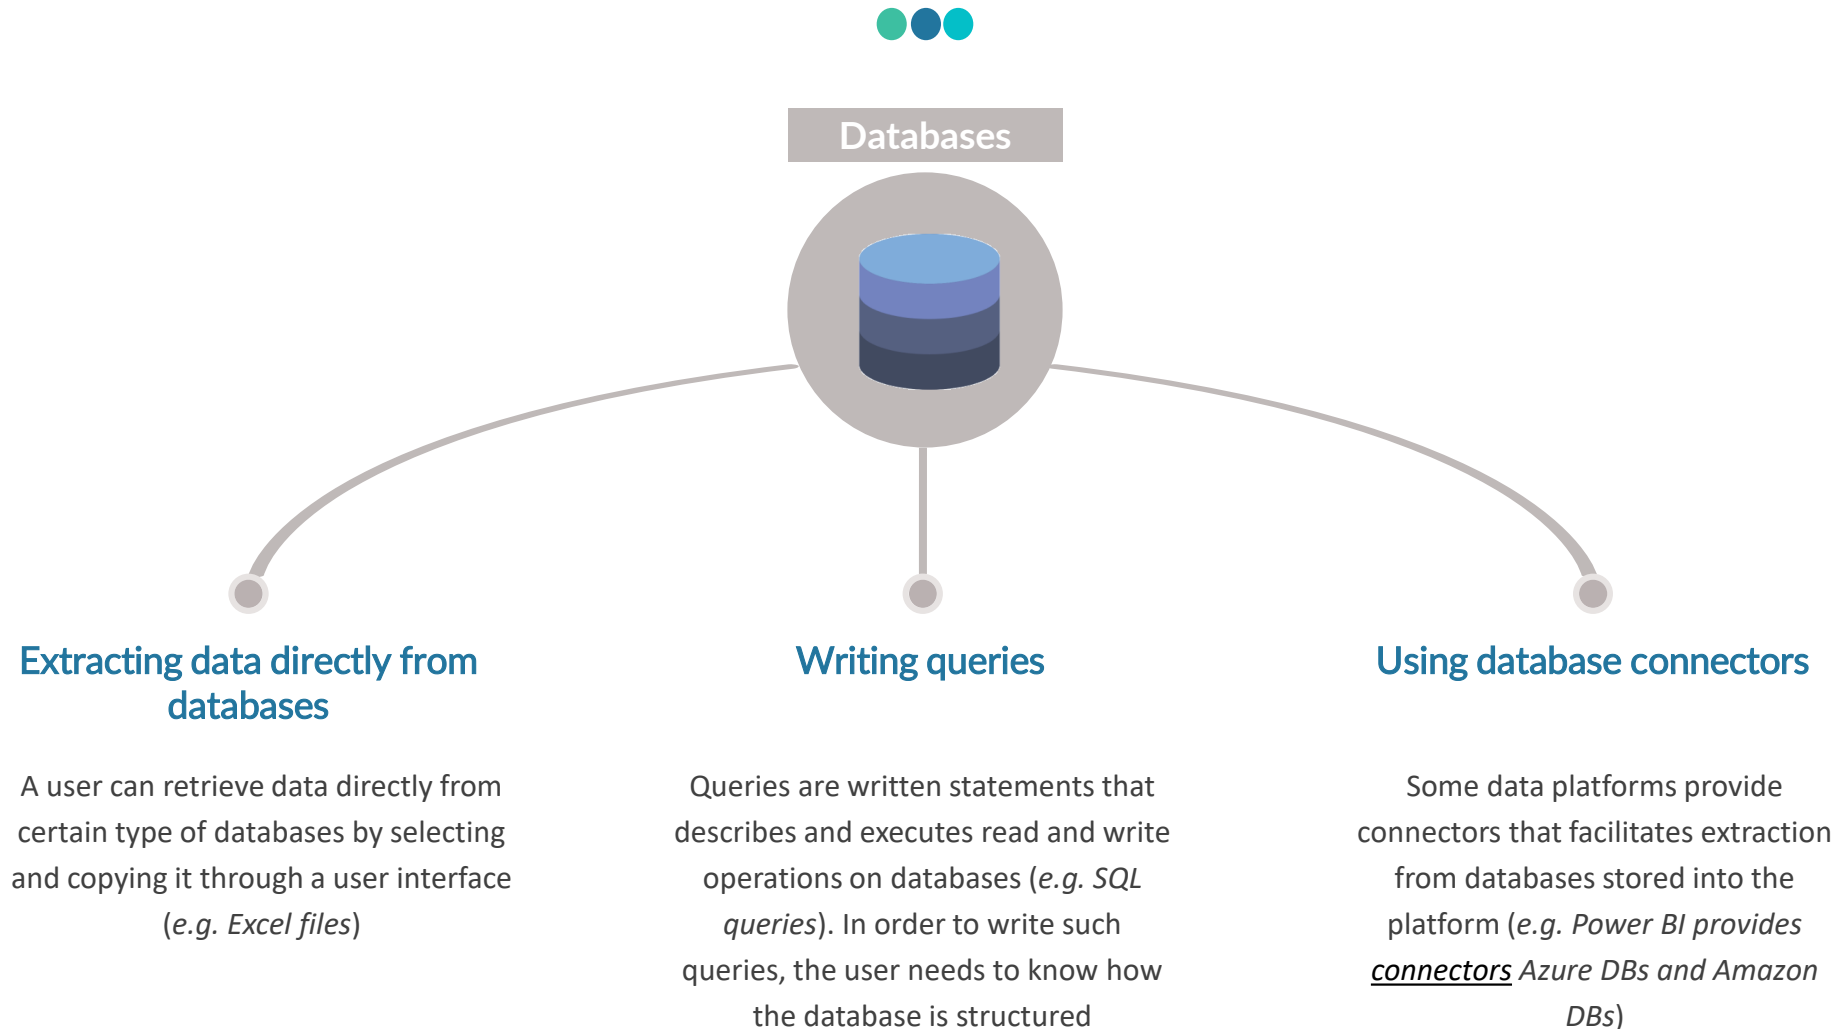 Databases
Extracting data directly from
databases
A user can retrieve data directly from
certain type of databases by selecting
and copying it through a user interface
(e.g. Excel files)
Writing queries
Queries are written statements that
describes and executes read and write
operations on databases (e.g. SQL
queries). In order to write such
queries, the user needs to know how
the database is structured
Using database connectors
Some data platforms provide
connectors that facilitates extraction
from databases stored into the
platform (e.g. Power BI provides
connectors Azure DBs and Amazon
DBs)